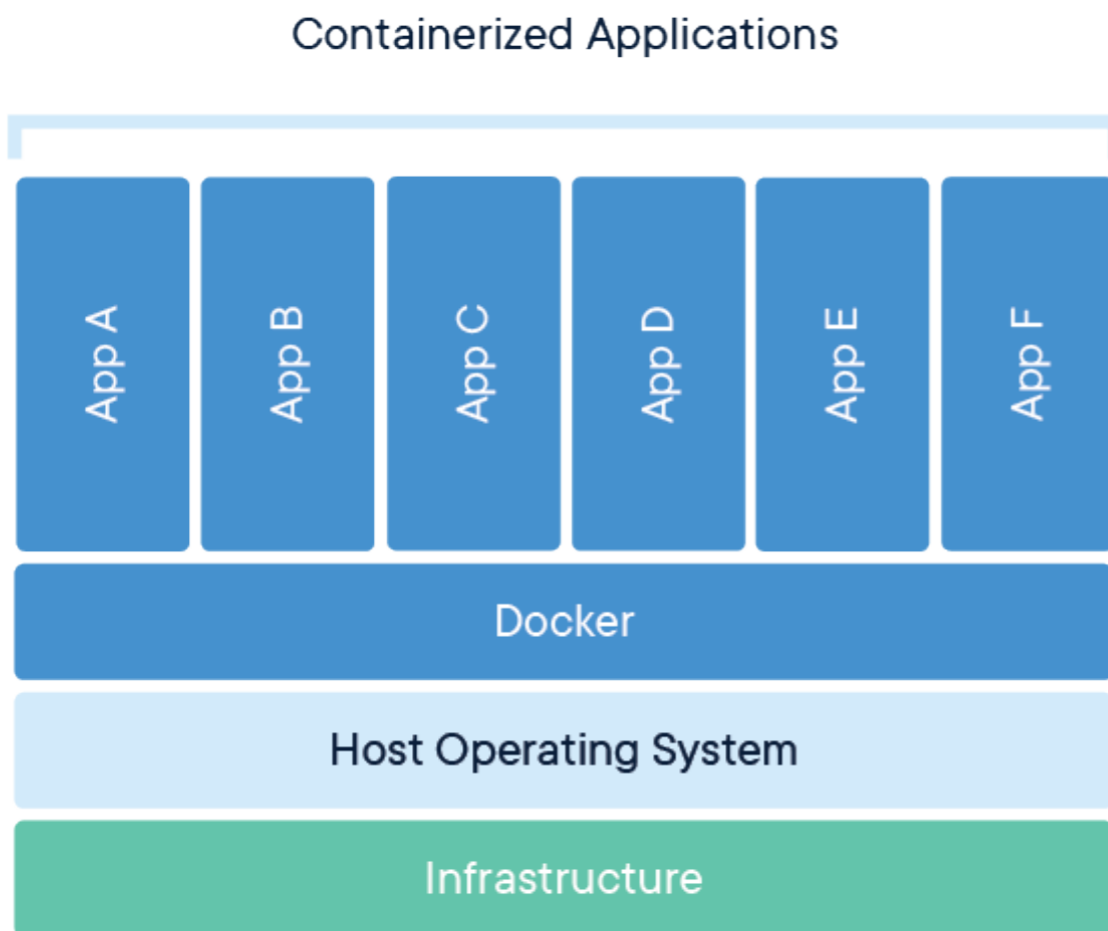 Containerized Applications
App A
App B
App C
App D
App E
App F
Docker
Host Operating System
Infrastructure